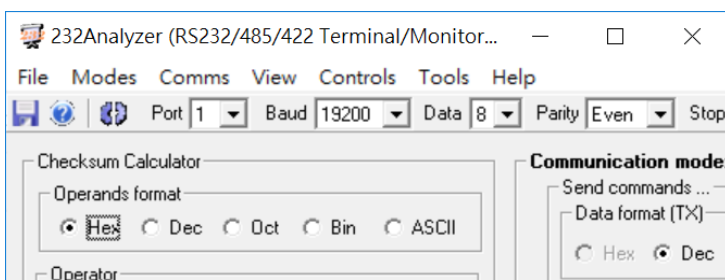 232Analyzer (RS232/485/422 Terminal/Monitor...
File Modes Comms View Controls Tools Help
Port 1 Baud 19200 Data 8 Parity Even Stop
Checksum Calculator
Communication mode
Operands format
Send commands ...
Data format (TX)
Hex Dec Oct Bin ASCII
Hex Dec
Operator